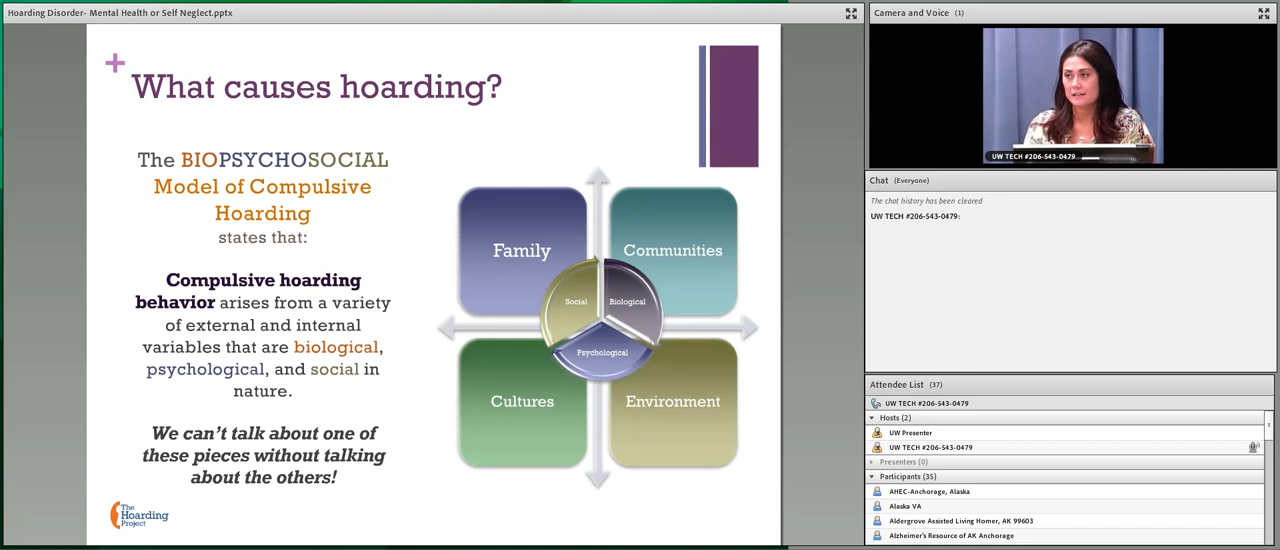 Hoarding Disorder- Mental Health or Self Neglect.pptx
+
What causes hoarding?
The BIOPSYCHOSOCIAL
Model of Compulsive
Hoarding
states that:
Compulsive hoarding
behavior arises from a variety
of external and internal
variables that are biological,
psychological, and social in
nature.
We can't talk about one of
these pieces without talking
about the others!
The
Hoarding
Project
Family
Communities
Social
Biological
Psychological
Cultures
Environment
Camera and Voice (1)
UW TECH #206-543-0479
Chat (Everyone)
The chat history has been cleared
UW TECH #206-543-0479:
Attendee List (37)
UW TECH #206-543-0479
Hosts (2)
UW Presenter
UW TECH #206-543-0479
Presenters (0)
Participants (35)
AHEC-Anchorage, Alaska
Alaska VA
Aldergrove Assisted Living Homer, AK 99603
Alzheimer's Resource of AK Anchorage